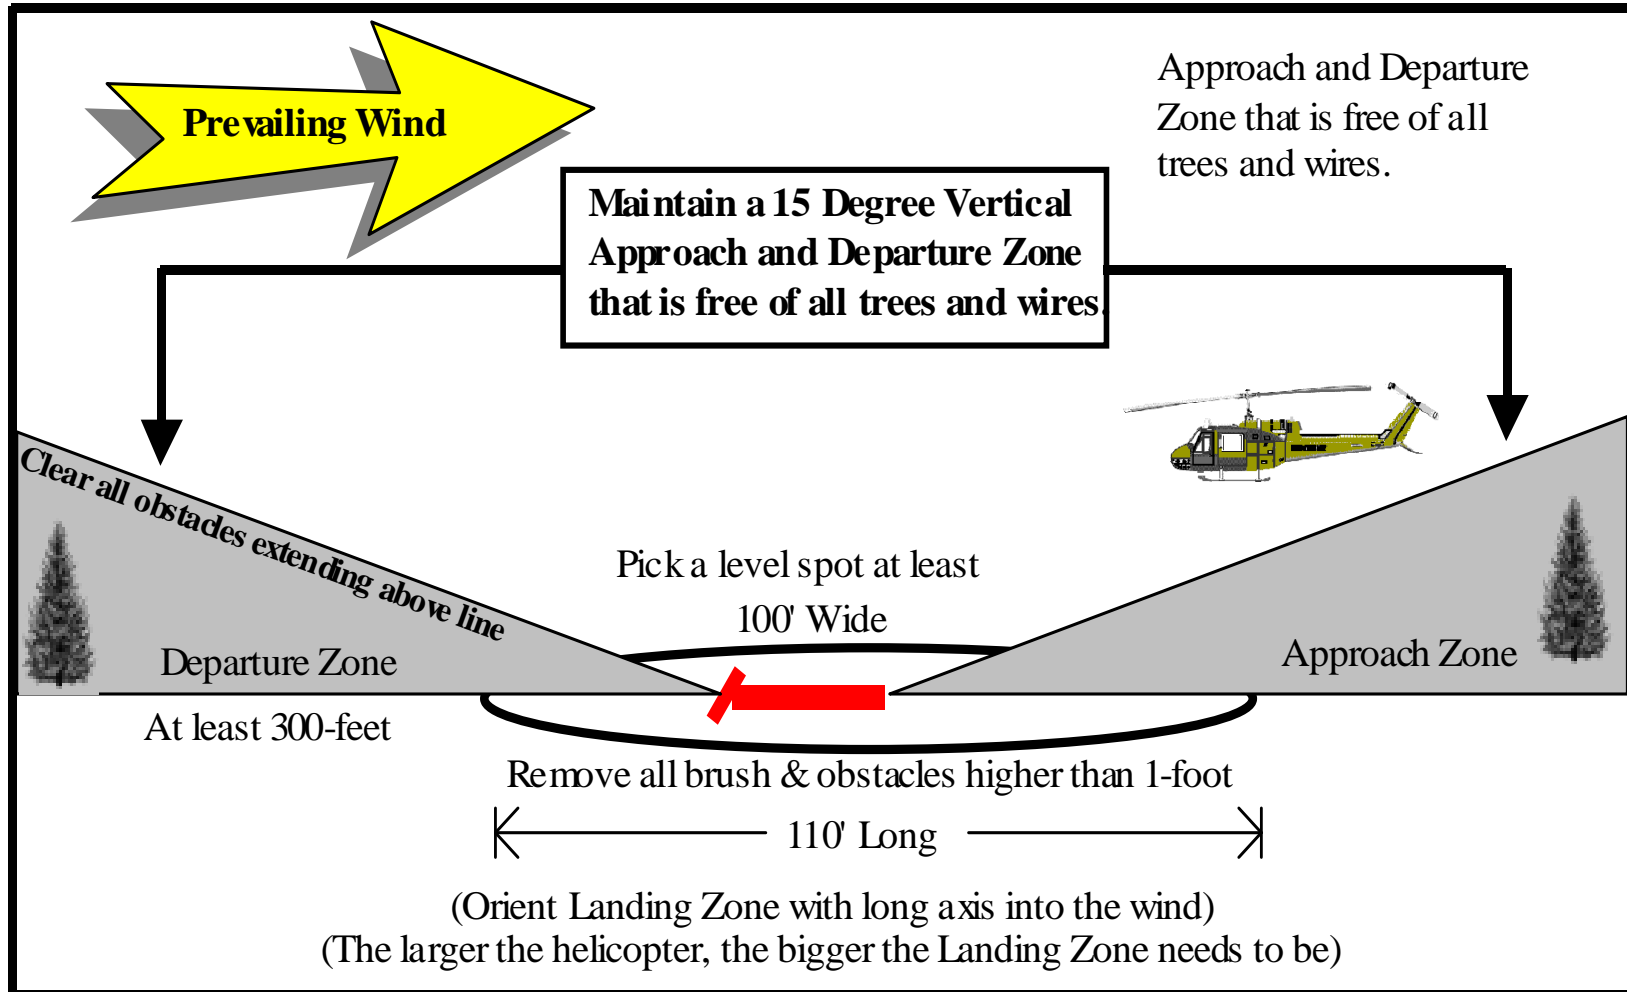 Prevailing Wind
Approach and Departure
Zone that is free of all
trees and wires.
Maintain a 15 Degree Vertical
Approach and Departure Zone
that is free of all trees and wires.
Clear all obstacles extending above line
Pick a level spot at least
100' Wide
Departure Zone
Approach Zone
At least 300-feet
Remove all brush & obstacles higher than 1-foot
110' Long
(Orient Landing Zone with long axis into the wind)
(The larger the helicopter, the bigger the Landing Zone needs to be)